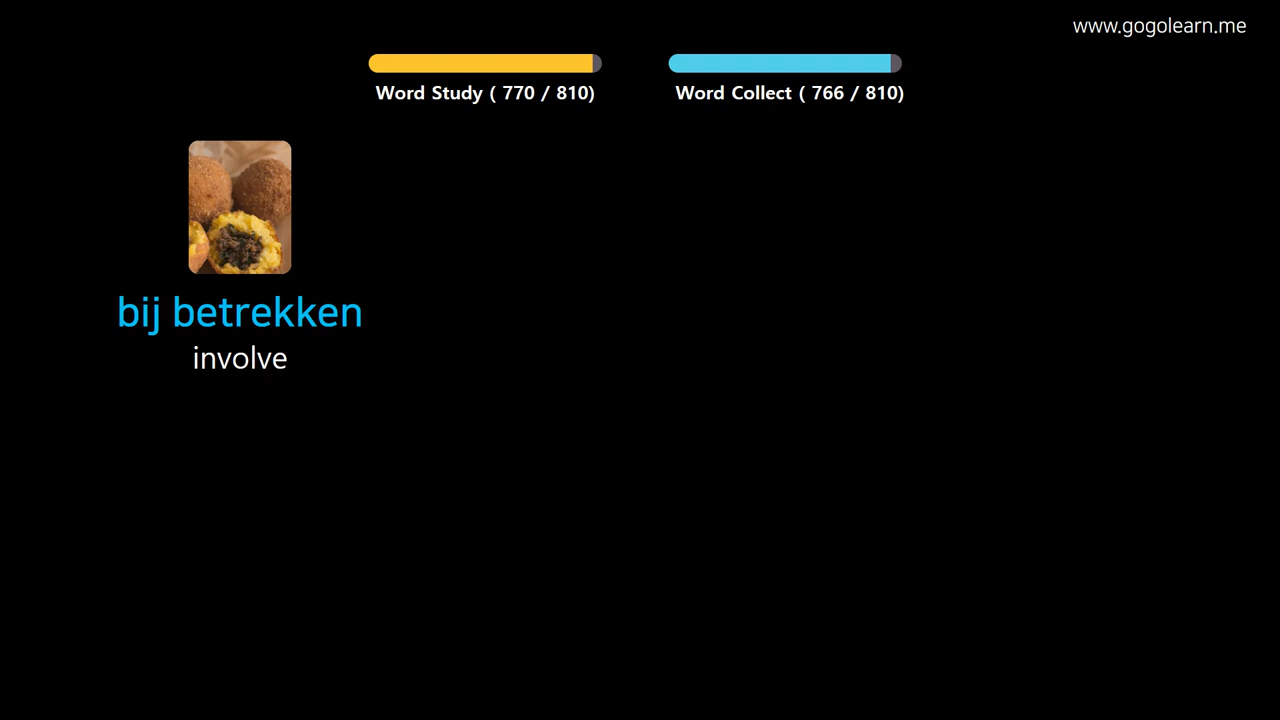 www.gogolearn.me
Word Study ( 770 / 810)
Word Collect ( 766 / 810)
bij betrekken
involve